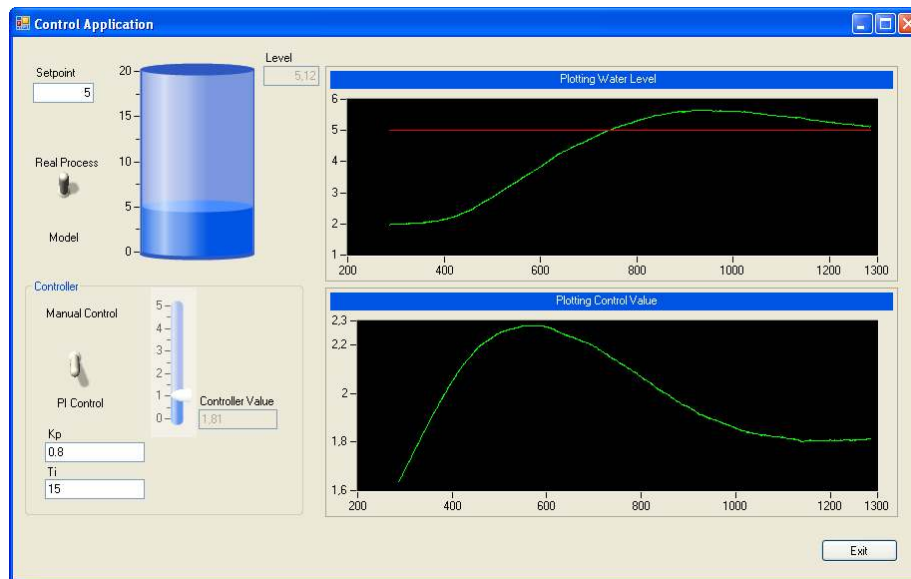 Control Application
Setpoint
5
Level
5,12
20
15
10
5
0
Real Process
Model
Plotting Water Level
6
5
4
3
2
1
200 400 600 800 1000 1200 1300
Controller
Manual Control
PI Control
5
4
3
2
1
0
Controller Value
1,81
Kp
0.8
Ti
15
Plotting Control Value
2,3
2,2
2
1,8
1,6
200 400 600 800 1000 1200 1300
Exit